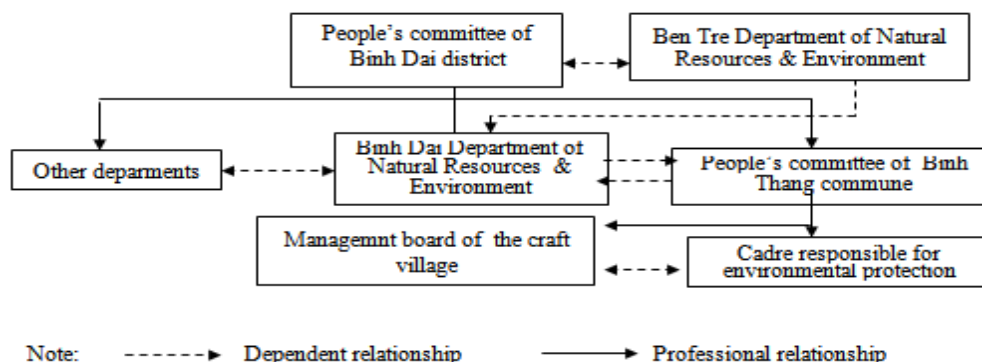 People's committee of
Binh Dai district
Ben Tre Department of Natural
Resources & Environment
Other deparments
Binh Dai Department of
Natural Resources &
Environment
People's committee of Binh
Thang commune
Managemnt board of the craft
village
Cadre responsible for
environmental protection
Note:
Dependent relationship
Professional relationship